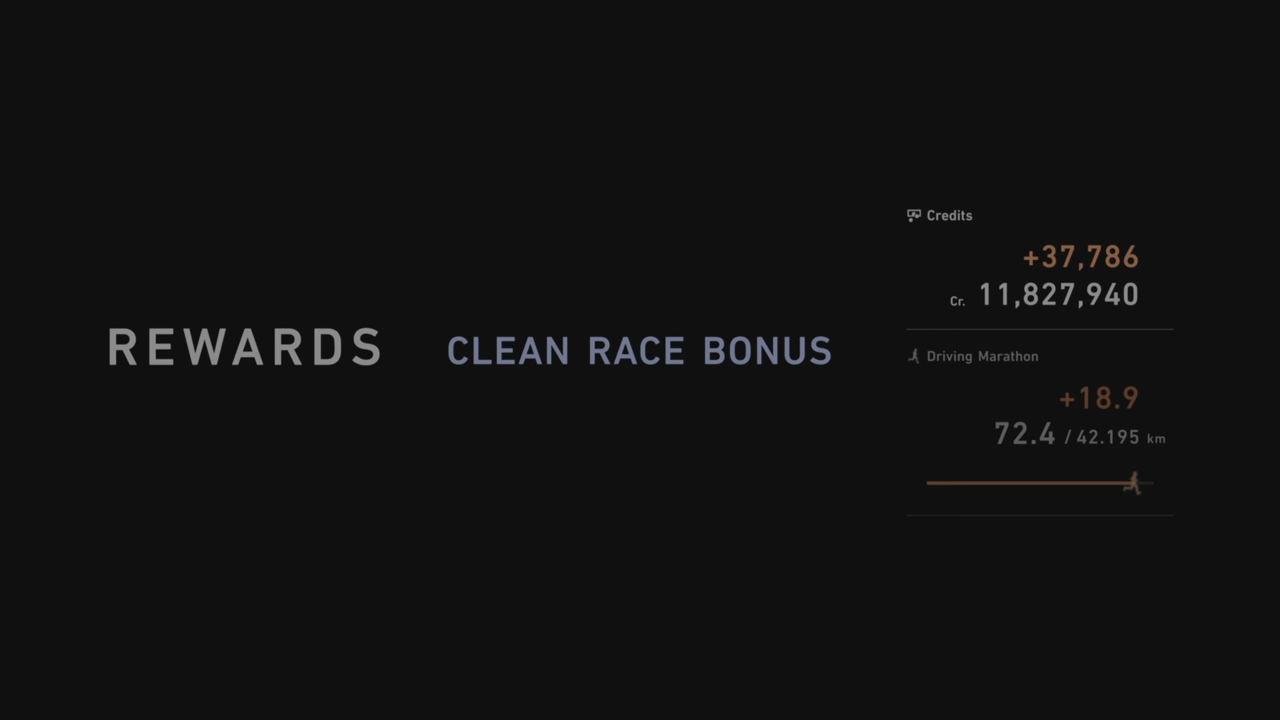 REWARDS
CLEAN RACE BONUS
Credits
+37,786
Cr. 11,827,940
Driving Marathon
+18.9
72.4 / 42.195 km